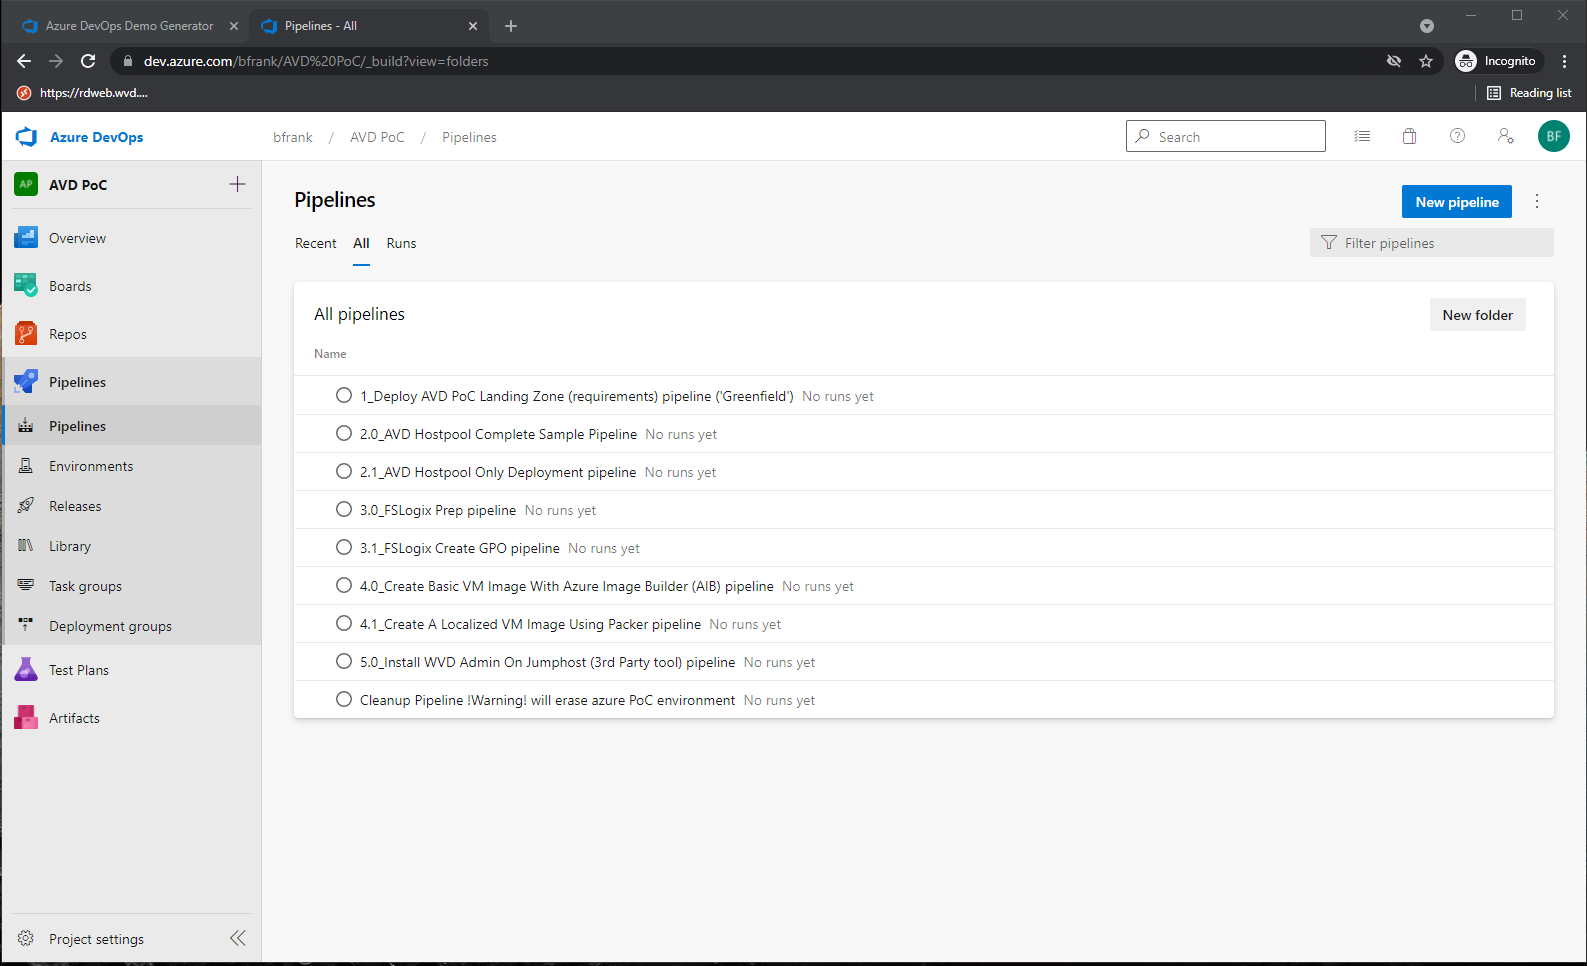 Azure DevOps Demo Generator
Pipelines - All
dev.azure.com/bfrank/AVD%20PoC/_build?view=folders
Incognito
https://rdweb.wvd....
Reading list
Azure DevOps
bfrank / AVD PoC / Pipelines
Search
BF
AP AVD PoC
Overview
Boards
Repos
Pipelines
Pipelines
Environments
Releases
Library
Task groups
Deployment groups
Test Plans
Artifacts
Project settings
Pipelines
New pipeline
Recent All Runs
Filter pipelines
All pipelines
New folder
Name
1_Deploy AVD PoC Landing Zone (requirements) pipeline ('Greenfield') No runs yet
2.0_AVD Hostpool Complete Sample Pipeline No runs yet
2.1_AVD Hostpool Only Deployment pipeline No runs yet
3.0_FSLogix Prep pipeline No runs yet
3.1_FSLogix Create GPO pipeline No runs yet
4.0_Create Basic VM Image With Azure Image Builder (AIB) pipeline No runs yet
4.1_Create A Localized VM Image Using Packer pipeline No runs yet
5.0_Install WVD Admin On Jumphost (3rd Party tool) pipeline No runs yet
Cleanup Pipeline !Warning! will erase azure PoC environment No runs yet